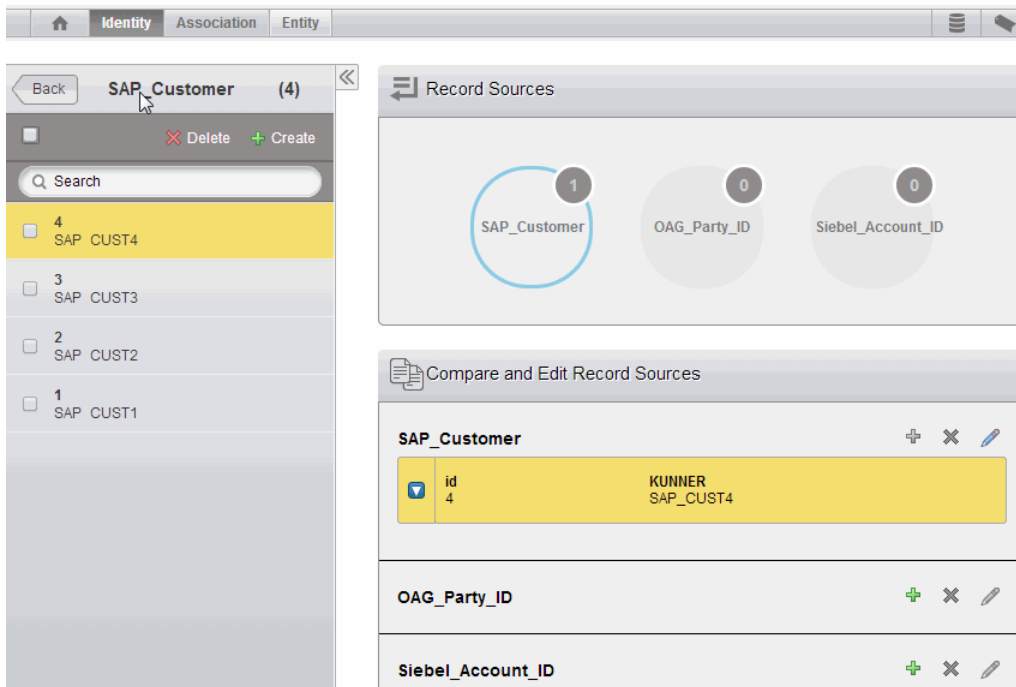 Identity Association Entity
Back SAP_Customer (4)
Delete Create
Search
4
SAP_CUST4
3
SAP_CUST3
2
SAP_CUST2
1
SAP_CUST1
Record Sources
1 0 0
SAP_Customer OAG_Party_ID Siebel_Account_ID
Compare and Edit Record Sources
SAP_Customer
id KUNNER
4 SAP_CUST4
OAG_Party_ID
Siebel_Account_ID